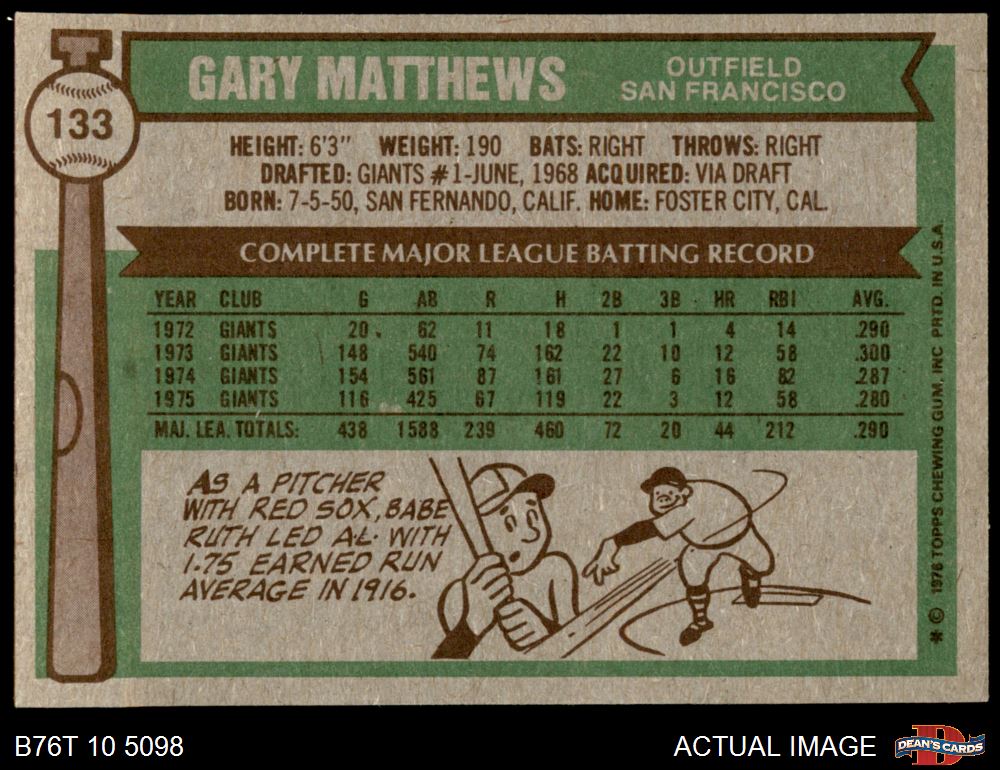 T
133
GARY MATTHEWS
OUTFIELD
SAN FRANCISCO
HEIGHT: 6'3" WEIGHT: 190 BATS: RIGHT THROWS: RIGHT
DRAFTED: GIANTS #1-JUNE, 1968 ACQUIRED: VIA DRAFT
BORN: 7-5-50, SAN FERNANDO, CALIF. HOME: FOSTER CITY, CAL.
COMPLETE MAJOR LEAGUE BATTING RECORD
YEAR CLUB G AB R H 2B 3B HR RBI AVG.
1972 GIANTS 20 62 11 18 1 1 4 14 .290
1973 GIANTS 148 540 74 162 22 10 12 58 .300
1974 GIANTS 154 561 87 161 27 6 16 82 .287
1975 GIANTS 116 425 67 119 22 3 12 58 .280
MAJ. LEA. TOTALS: 438 1588 239 460 72 20 44 212 .290
AS A PITCHER
WITH RED SOX, BABE
RUTH LED A.L. WITH
1.75 EARNED RUN
AVERAGE IN 1916.
* © 1976 TOPPS CHEWING GUM, INC PRTD. IN U.S.A.
B76T 10 5098
ACTUAL IMAGE
D
DEAN'S CARDS